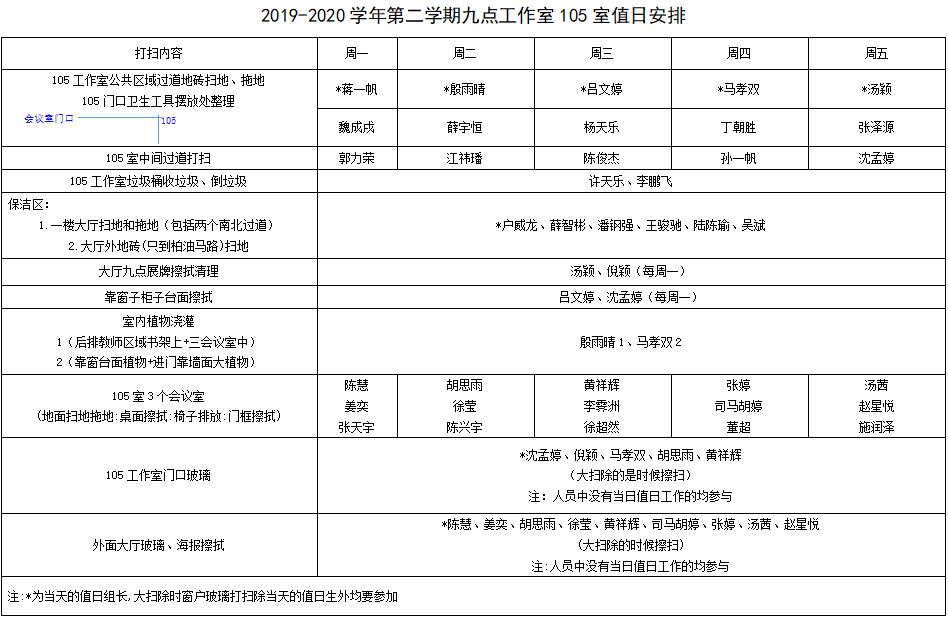 2019-2020 学年第二学期九点工作室 105 室值日安排
打扫内容 周一 周二 周三 周四 周五
105 工作室公共区域过道地砖扫地、拖地
105 门口卫生工具摆放处整理
会议室门口 105
*蒋一帆 *殷雨晴 *吕文婷 *马孝双 *汤颖
魏成戌 薛宇恒 杨天乐 丁朝胜 张泽源
105 室中间过道打扫 郭力荣 江祎璠 陈俊杰 孙一帆 沈孟婷
105 工作室垃圾桶收垃圾、倒垃圾 许天乐、李鹏飞
保洁区：
1.一楼大厅扫地和拖地（包括两个南北过道）
2.大厅外地砖(只到柏油马路)扫地
*户威龙、薛智彬、潘钢强、王骏驰、陆陈瑜、吴斌
大厅九点展牌擦拭清理 汤颖、倪颖（每周一）
靠窗子柜子台面擦拭 吕文婷、沈孟婷（每周一）
室内植物浇灌
1（后排教师区域书架上+三会议室中）
2（靠窗台面植物+进门靠墙面大植物）
殷雨晴 1、马孝双 2
105 室 3 个会议室
(地面扫地拖地:桌面擦拭:椅子排放:门框擦拭)
陈慧 胡思雨 黄祥辉 张婷 汤茜
姜奕 徐莹 李霁洲 司马胡婷 赵星悦
张天宇 陈兴宇 徐超然 董超 施润泽
105 工作室门口玻璃
*沈孟婷、倪颖、马孝双、胡思雨、黄祥辉
（大扫除的是时候擦扫）
注：人员中没有当日值日工作的均参与
外面大厅玻璃、海报擦拭
*陈慧、姜奕、胡思雨、徐莹、黄祥辉、司马胡婷、张婷、汤茜、赵星悦
(大扫除的时候擦扫)
注:人员中没有当日值日工作的均参与
注:*为当天的值日组长,大扫除时窗户玻璃打扫除当天的值日生外均要参加